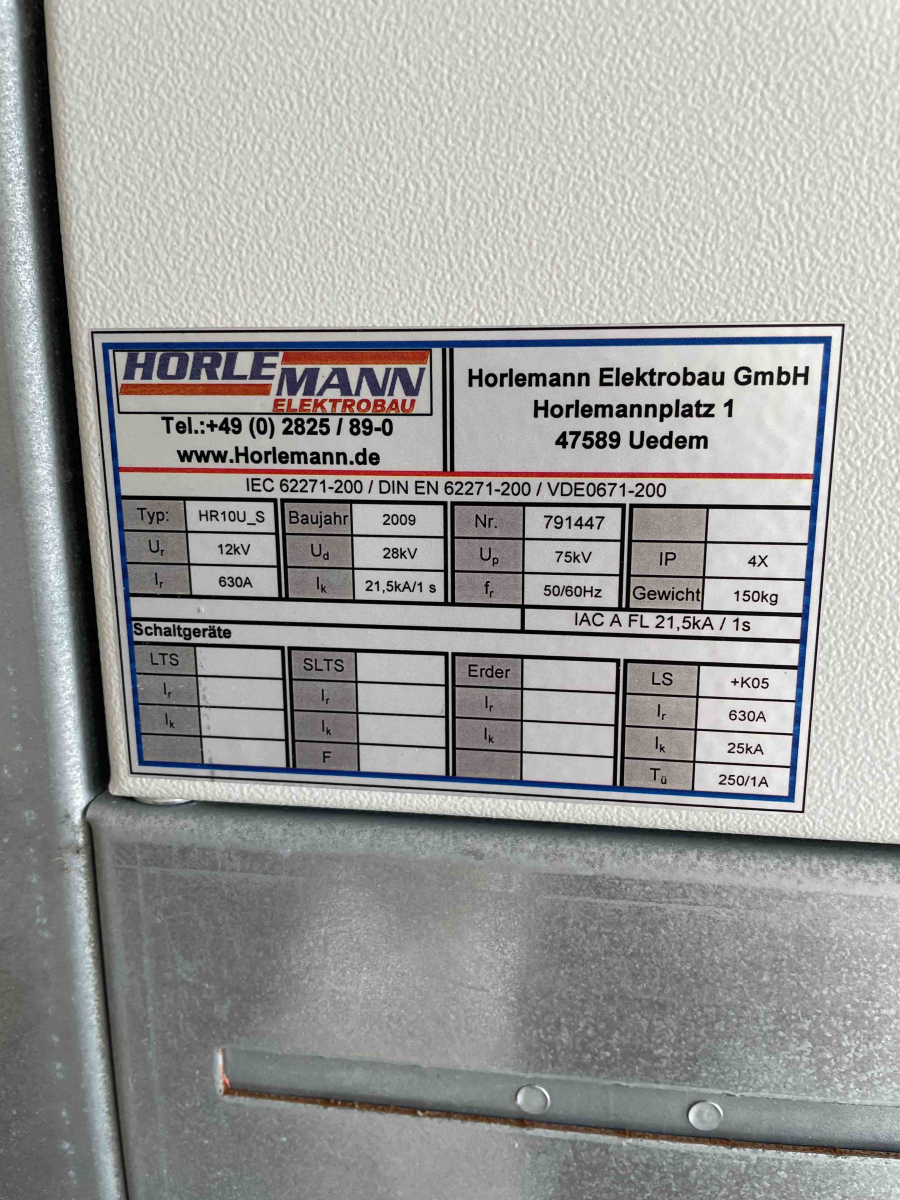 HORLEMANN
ELEKTROBAU
Tel.:+49 (0) 2825 / 89-0
www.Horlemann.de
Horlemann Elektrobau GmbH
Horlemannplatz 1
47589 Uedem
IEC 62271-200 / DIN EN 62271-200 / VDE0671-200
Typ: HR10U_S Baujahr 2009 Nr. 791447
Ur 12kV Ud 28kV Up 75kV IP 4X
Ir 630A Ik 21,5kA/1 s fr 50/60Hz Gewicht 150kg
IAC A FL 21,5kA / 1s
Schaltgeräte
LTS SLTS Erder LS +K05
Ir Ir Ir Ir 630A
Ik Ik Ik Ik 25kA
F Tü 250/1A